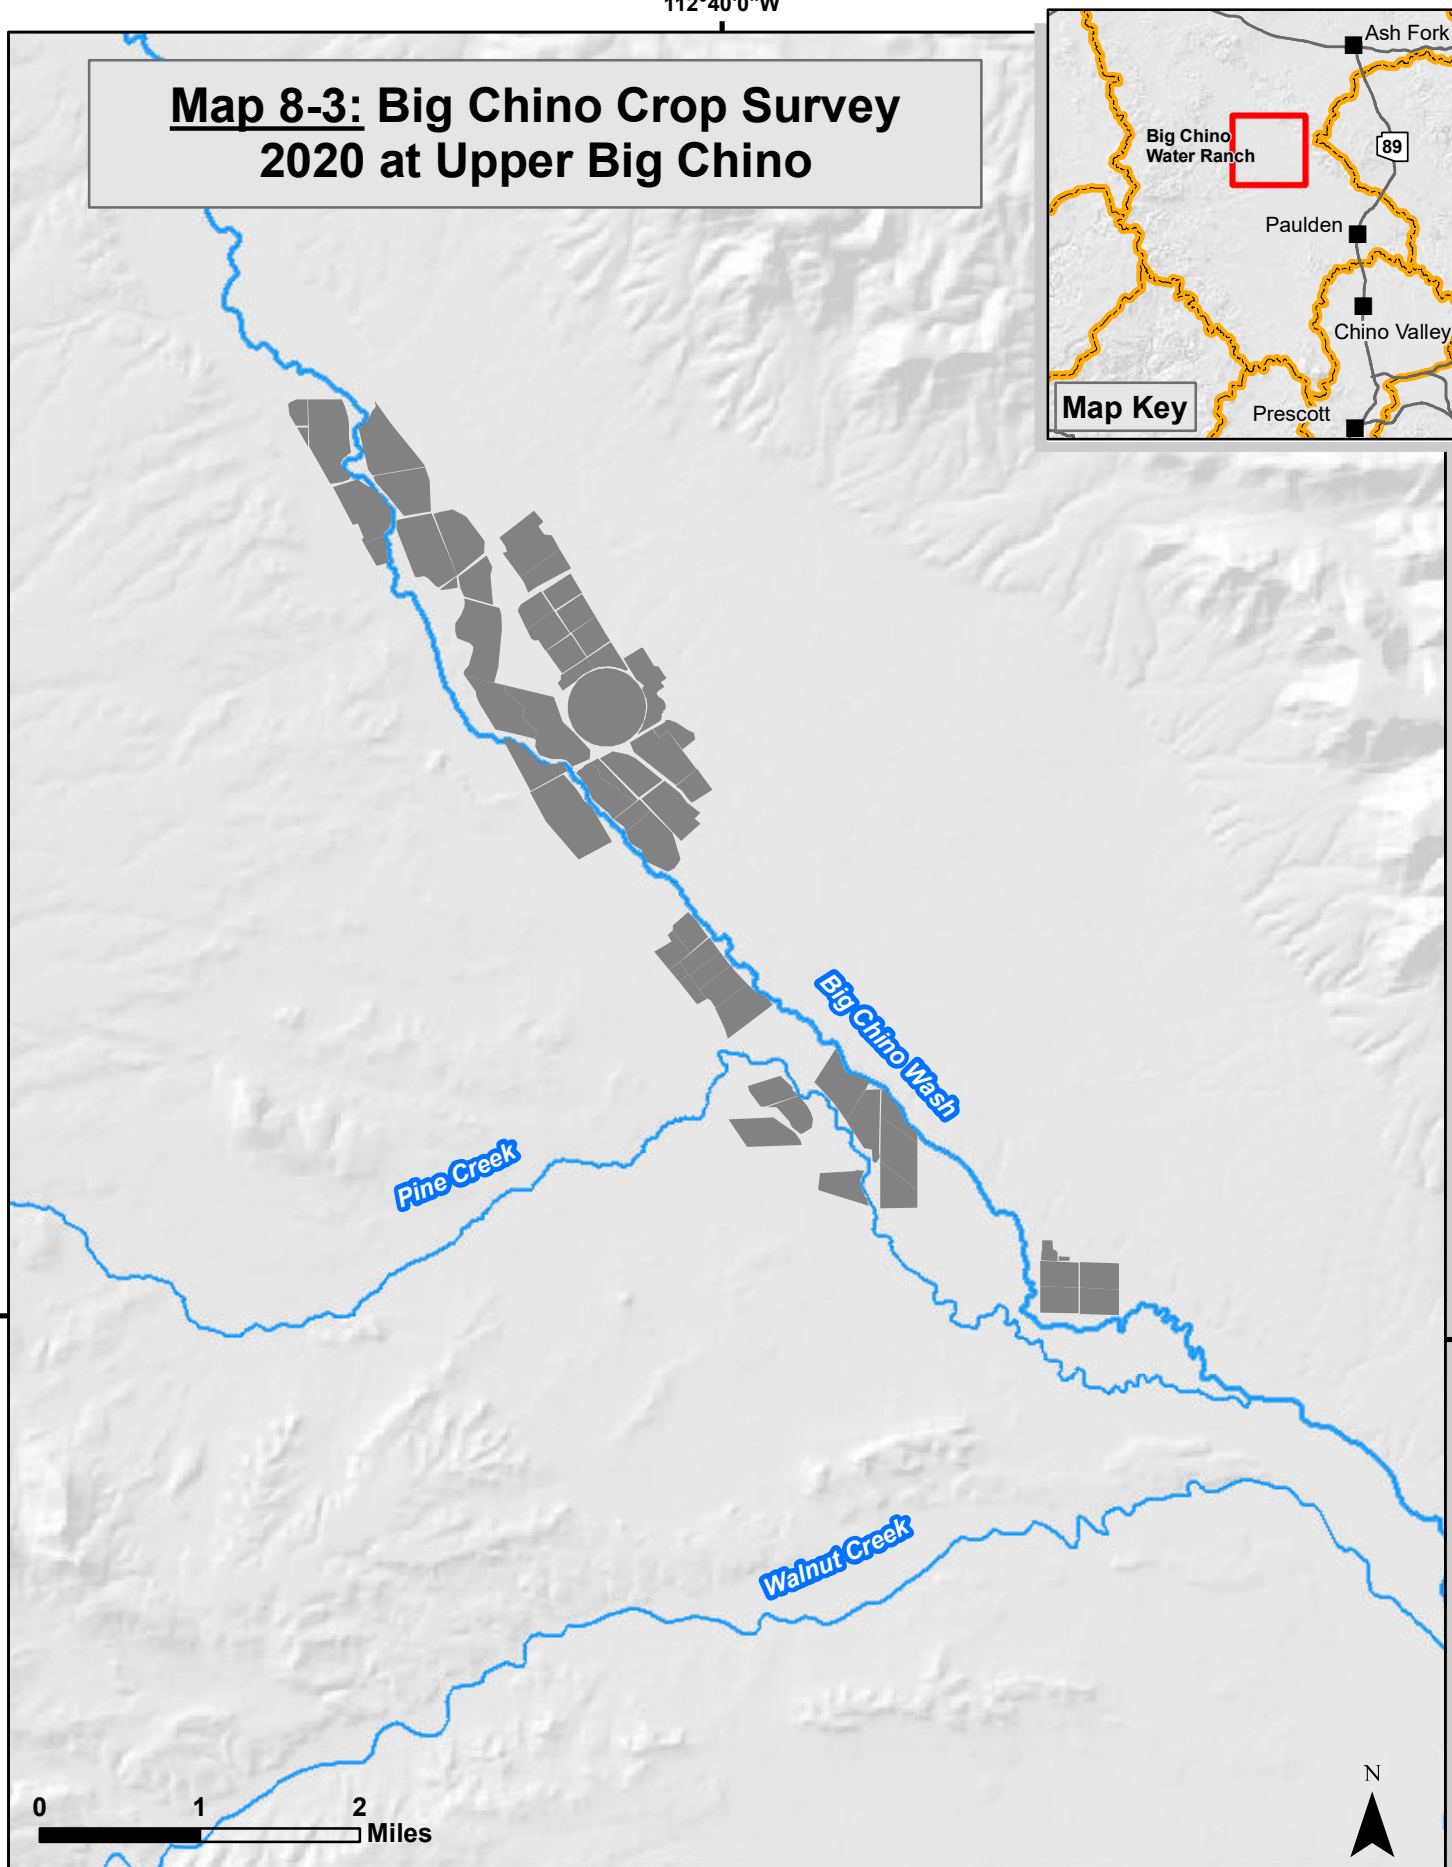 112°40'0"W
Map 8-3: Big Chino Crop Survey
2020 at Upper Big Chino
Ash Fork
Big Chino
Water Ranch
89
Paulden
Chino Valley
Map Key
Prescott
Big Chino Wash
Pine Creek
Walnut Creek
N
0 1 2
Miles